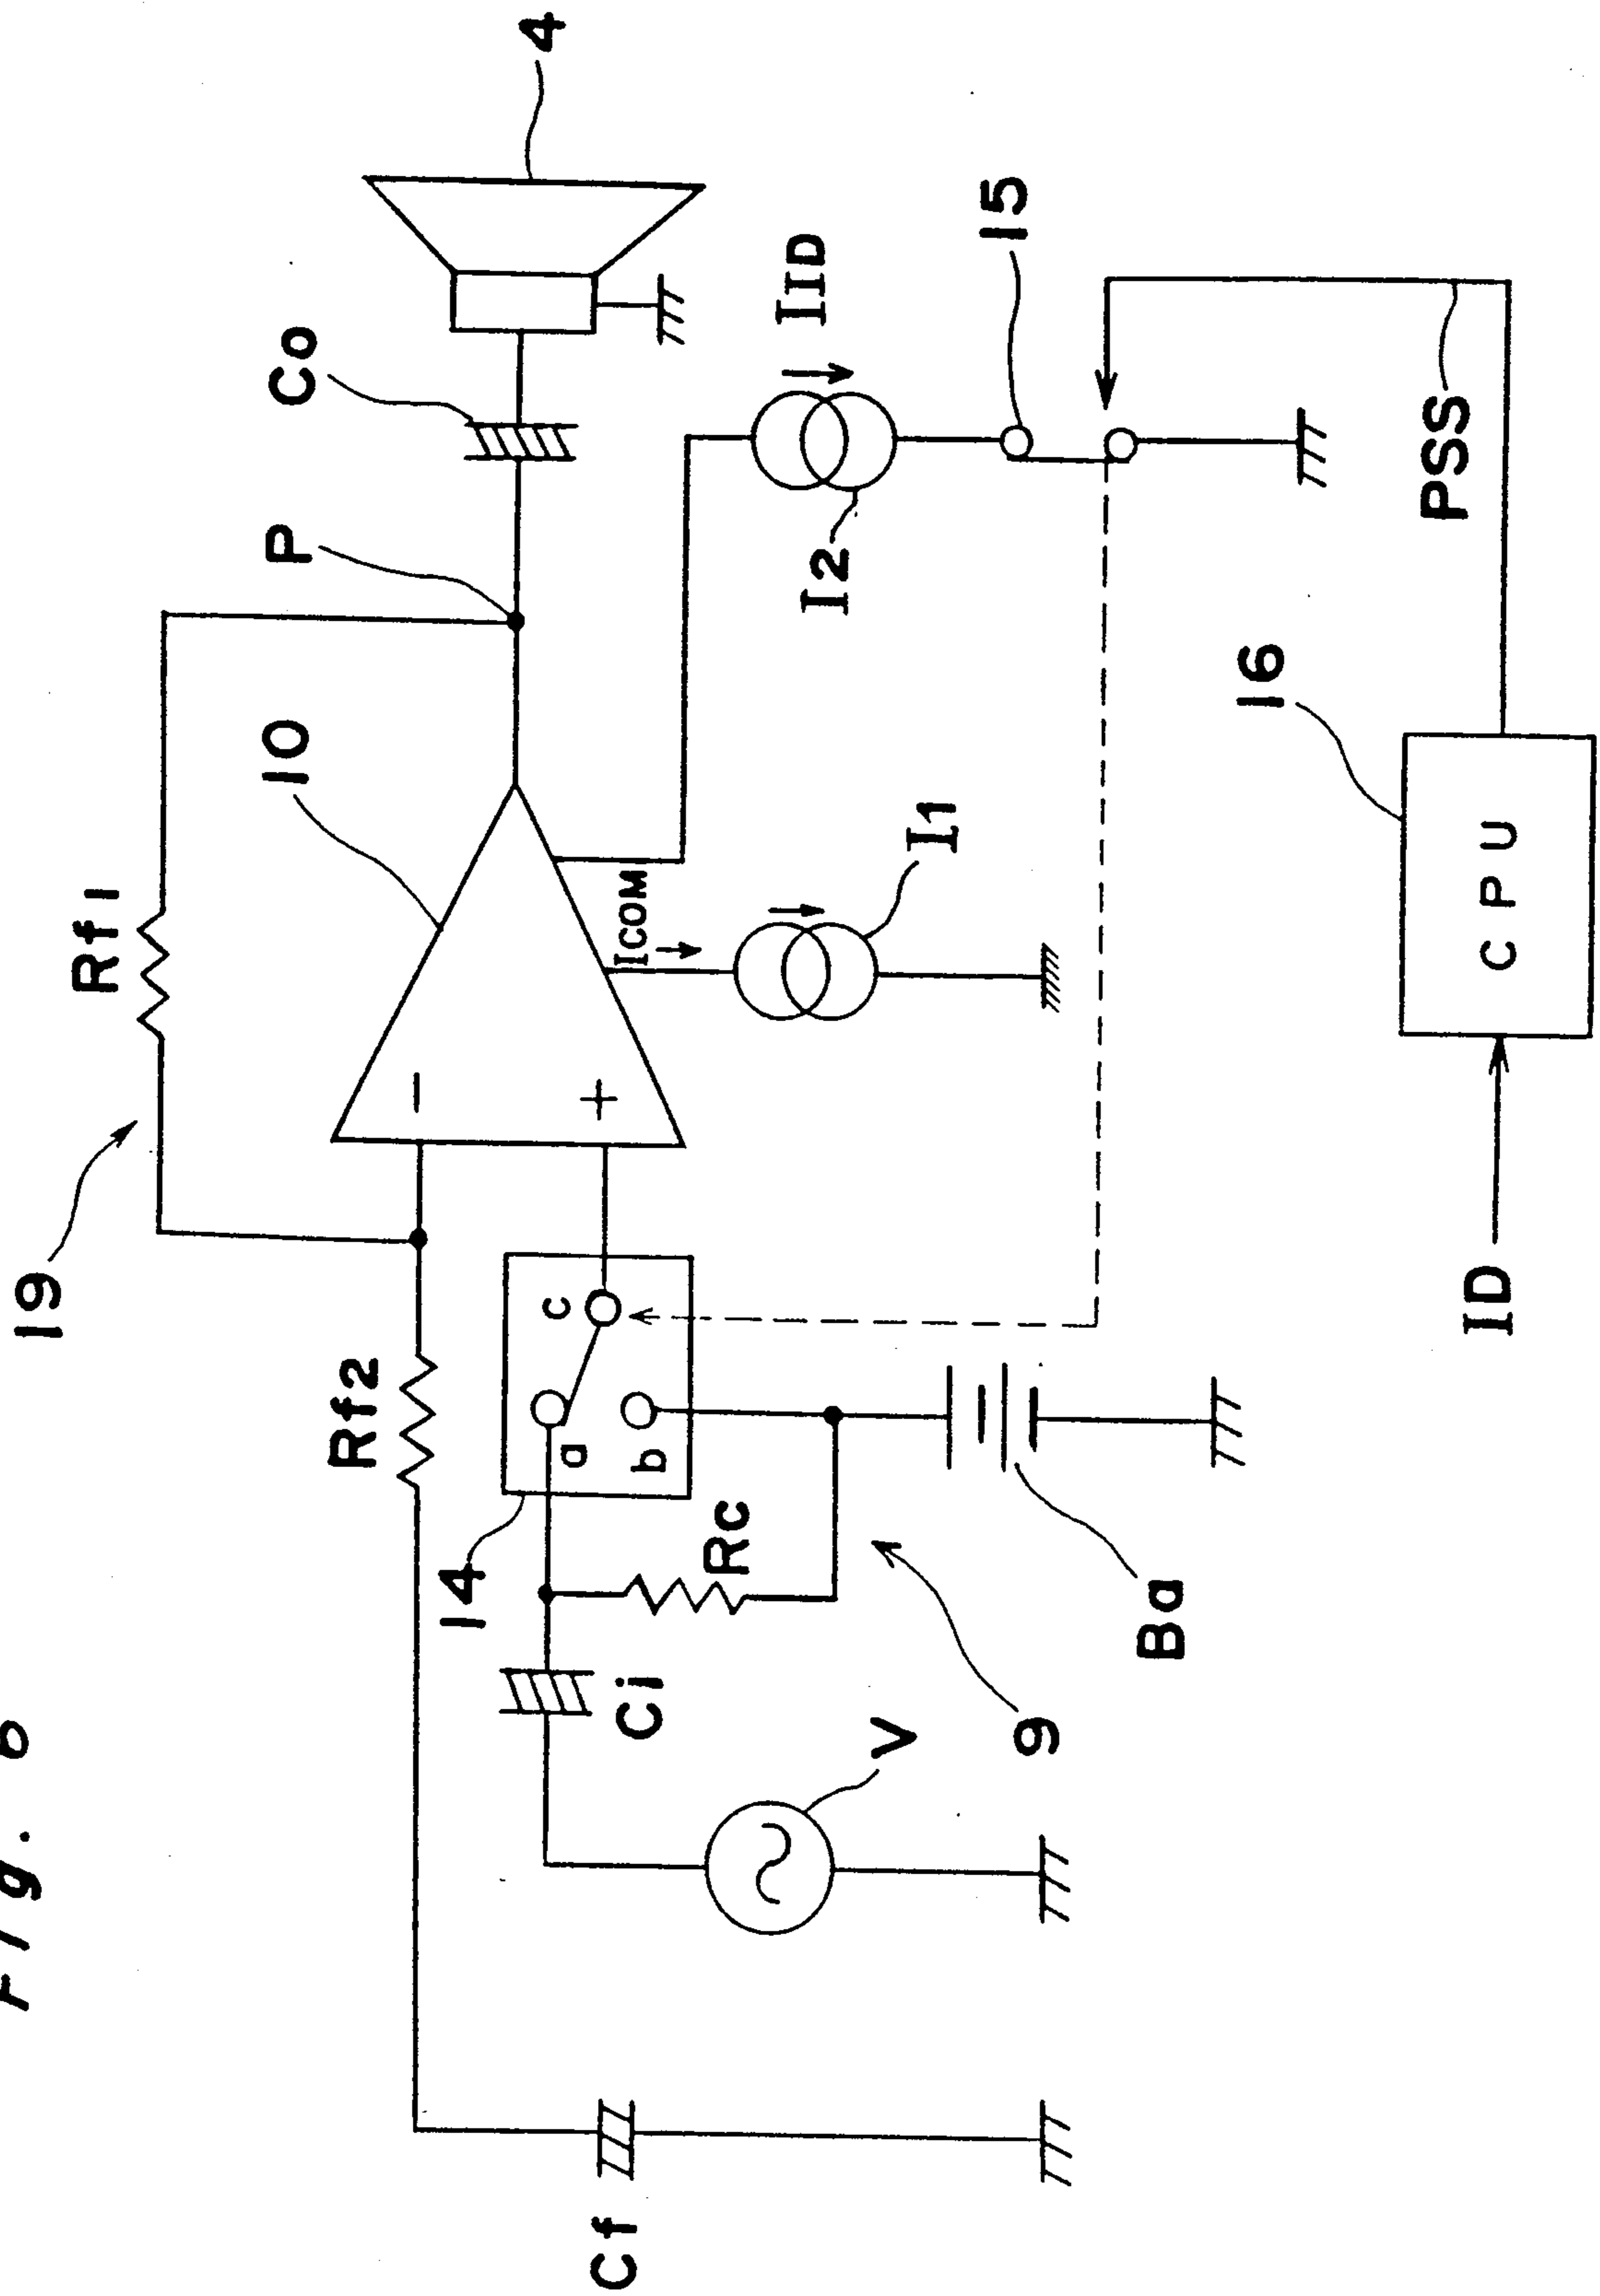 19
Rf1
10
P
Co
4
Rf2
−
+
ICOM
I1
I2
IID
15
14
a
b
c
Rc
Ci
V
9
Ba
Cf
ID
CPU
16
PSS